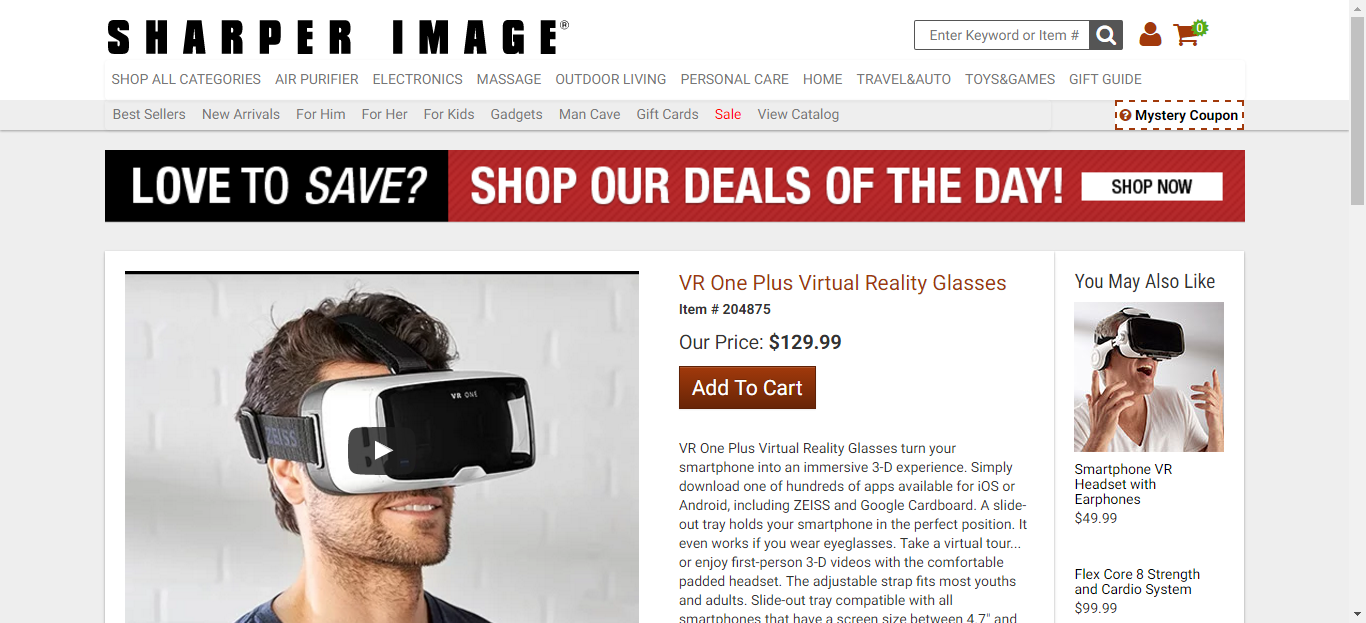 SHARPER IMAGE®
Enter Keyword or Item #
0
SHOP ALL CATEGORIES AIR PURIFIER ELECTRONICS MASSAGE OUTDOOR LIVING PERSONAL CARE HOME TRAVEL&AUTO TOYS&GAMES GIFT GUIDE
Best Sellers New Arrivals For Him For Her For Kids Gadgets Man Cave Gift Cards Sale View Catalog
Mystery Coupon
LOVE TO SAVE? SHOP OUR DEALS OF THE DAY! SHOP NOW
VR ONE
ZEISS
VR One Plus Virtual Reality Glasses
Item # 204875
Our Price: $129.99
Add To Cart
VR One Plus Virtual Reality Glasses turn your
smartphone into an immersive 3-D experience. Simply
download one of hundreds of apps available for iOS or
Android, including ZEISS and Google Cardboard. A slide-
out tray holds your smartphone in the perfect position. It
even works if you wear eyeglasses. Take a virtual tour...
or enjoy first-person 3-D videos with the comfortable
padded headset. The adjustable strap fits most youths
and adults. Slide-out tray compatible with all
smartphones that have a screen size between 4.7" and
You May Also Like
Smartphone VR
Headset with
Earphones
$49.99
Flex Core 8 Strength
and Cardio System
$99.99